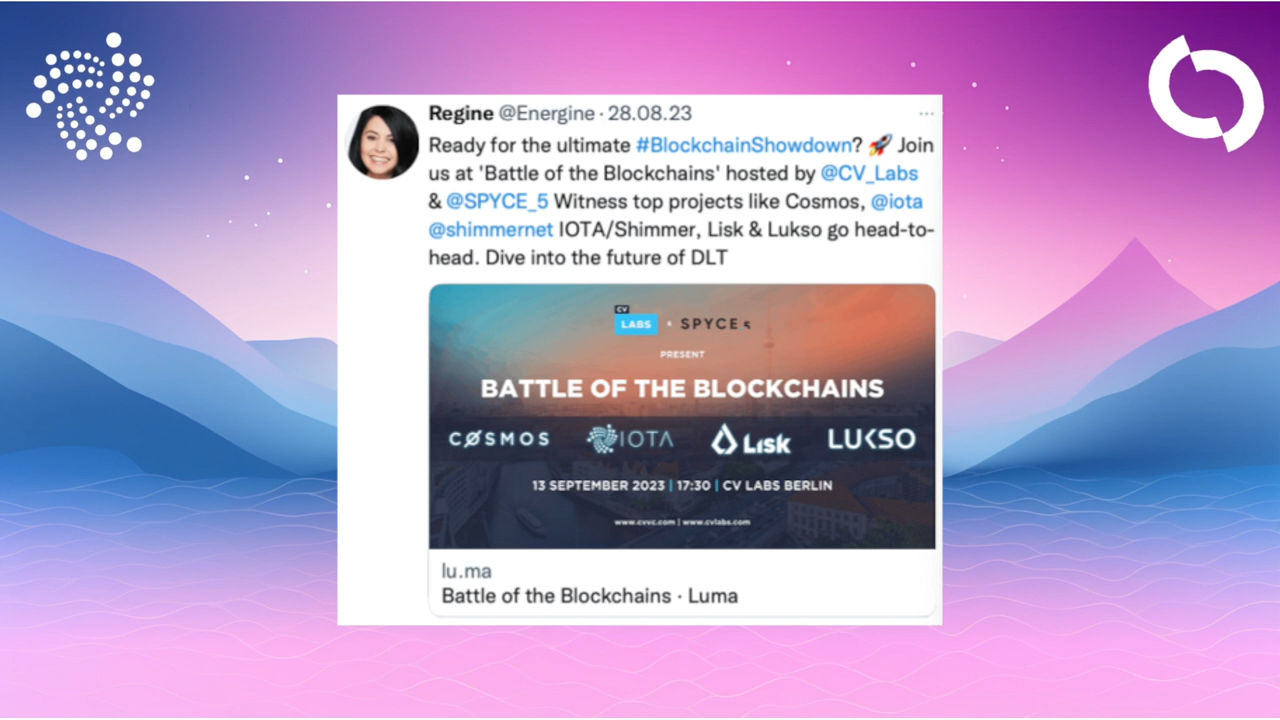 Regine @Energine · 28.08.23
Ready for the ultimate #BlockchainShowdown? 🚀 Join
us at 'Battle of the Blockchains' hosted by @CV_Labs
& @SPYCE_5 Witness top projects like Cosmos, @iota
@shimmernet IOTA/Shimmer, Lisk & Lukso go head-to-
head. Dive into the future of DLT
CV
LABS & SPYCE 5
PRESENT
BATTLE OF THE BLOCKCHAINS
COSMOS IOTA LISK LUKSO
13 SEPTEMBER 2023 | 17:30 | CV LABS BERLIN
www.cvvc.com | www.cvlabs.com
lu.ma
Battle of the Blockchains · Luma